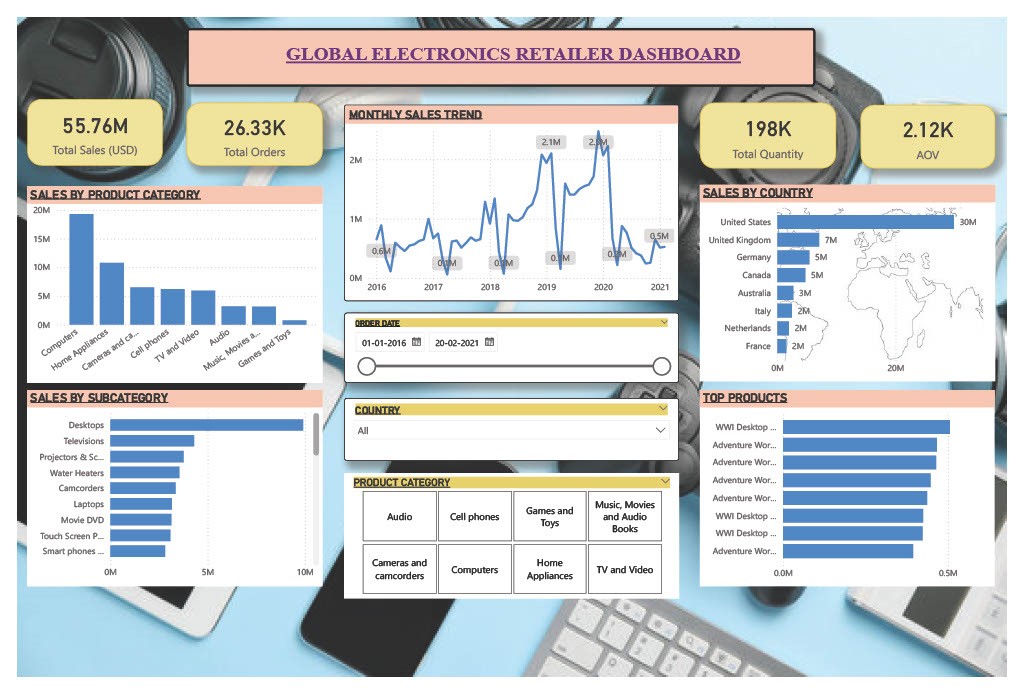 GLOBAL ELECTRONICS RETAILER DASHBOARD
55.76M
Total Sales (USD)
26.33K
Total Orders
198K
Total Quantity
2.12K
AOV
MONTHLY SALES TREND
2M
1M
0M
2.1M
0.6M
0.5M
2016
2017
2018
2019
2020
2021
SALES BY PRODUCT CATEGORY
20M
15M
10M
5M
0M
Computers
Home Appliances
Cameras and ca...
Cell phones
TV and Video
Audio
Music, Movies a...
Games and Toys
SALES BY COUNTRY
United States 30M
United Kingdom 7M
Germany 5M
Canada 5M
Australia 3M
Italy 2M
Netherlands 2M
France 2M
0M 20M
ORDER DATE
01-01-2016 20-02-2021
COUNTRY
All
PRODUCT CATEGORY
Audio
Cell phones
Games and
Toys
Music, Movies
and Audio
Books
Cameras and
camcorders
Computers
Home
Appliances
TV and Video
SALES BY SUBCATEGORY
Desktops
Televisions
Projectors & Sc...
Water Heaters
Camcorders
Laptops
Movie DVD
Touch Screen P...
Smart phones ...
0M 5M 10M
TOP PRODUCTS
WWI Desktop ...
Adventure Wor...
Adventure Wor...
Adventure Wor...
Adventure Wor...
WWI Desktop ...
WWI Desktop ...
Adventure Wor...
0.0M 0.5M